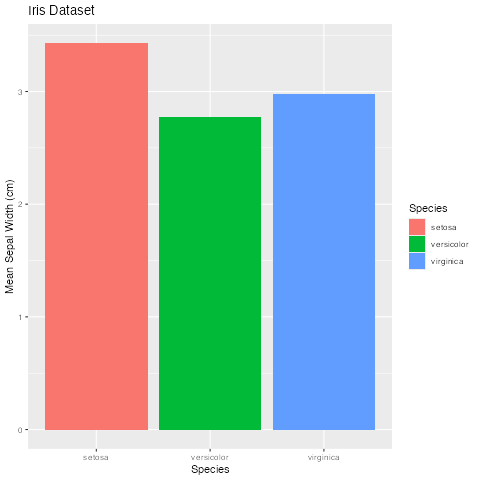 Iris Dataset
Mean Sepal Width (cm)
3
2
1
0
setosa
versicolor
virginica
Species
Species
setosa
versicolor
virginica